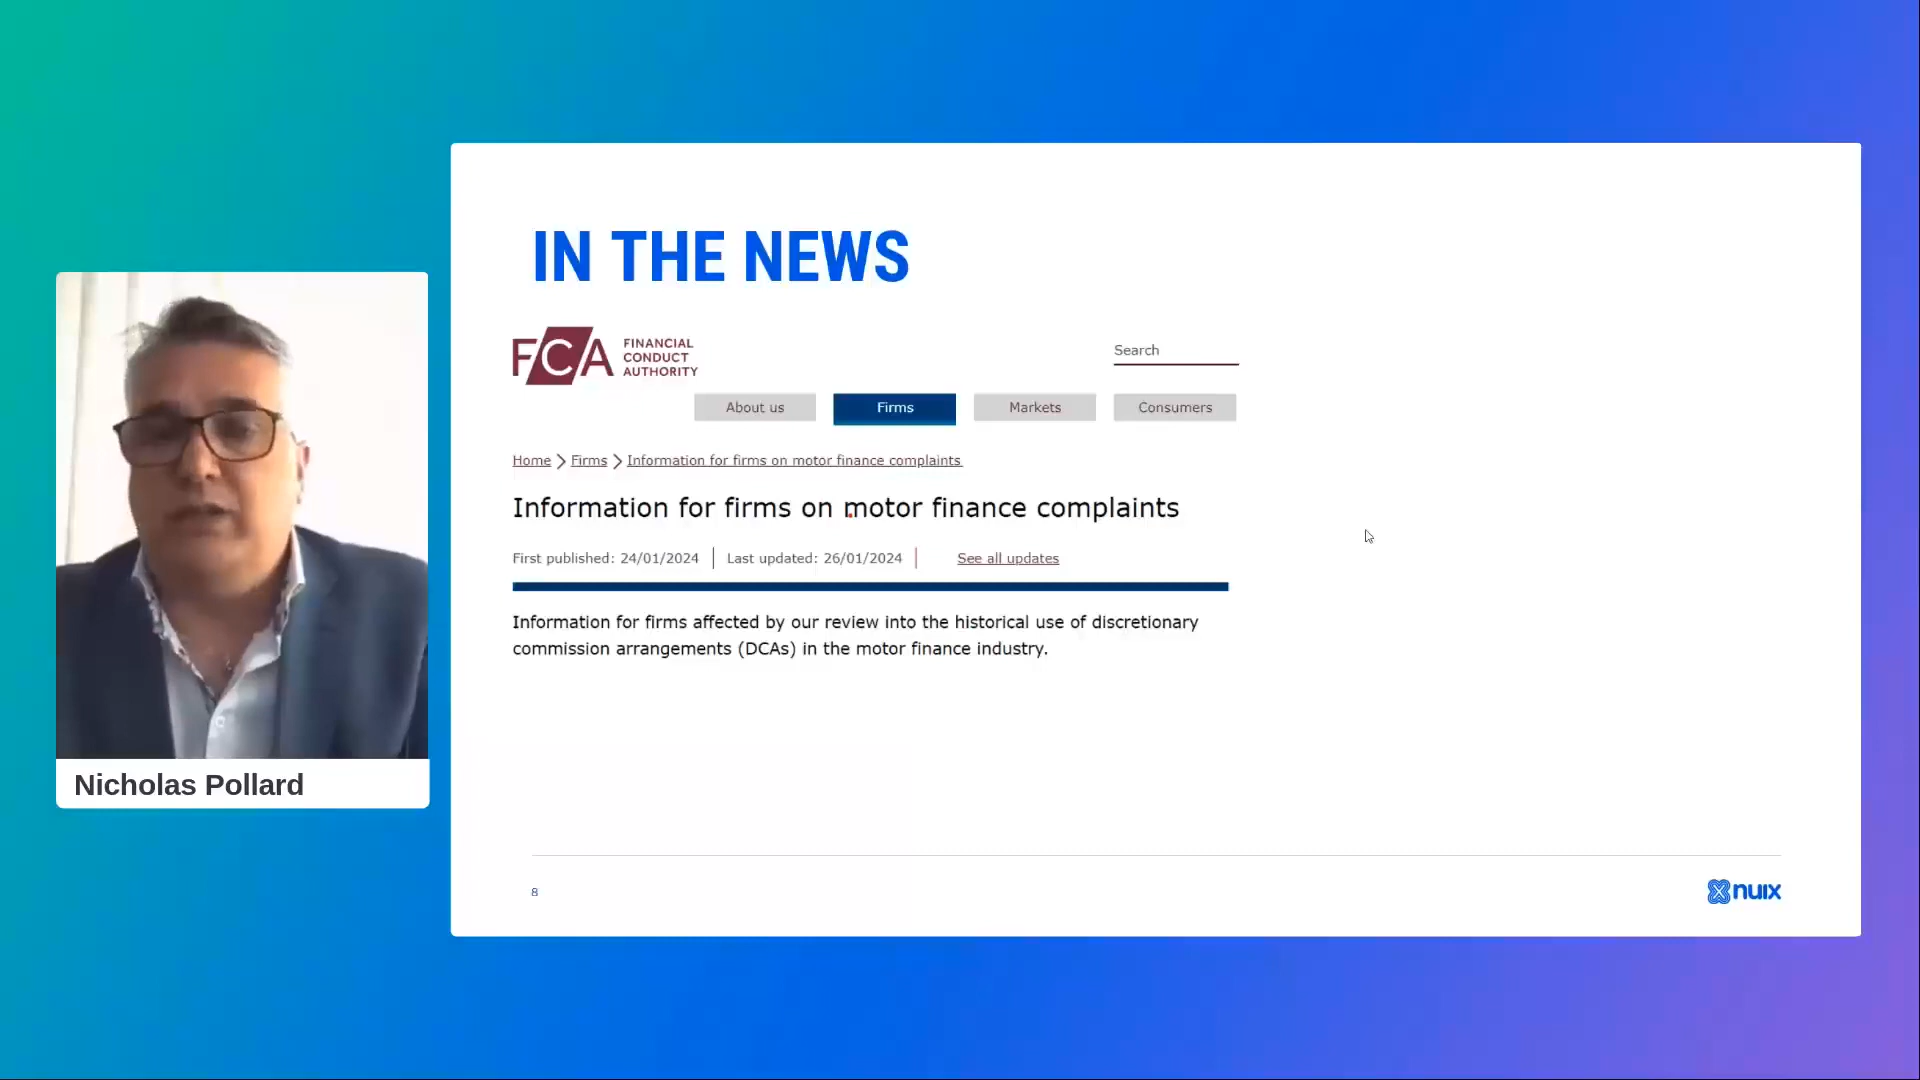 IN THE NEWS
FCA FINANCIAL CONDUCT AUTHORITY
Search
About us
Firms
Markets
Consumers
Home > Firms > Information for firms on motor finance complaints
Information for firms on motor finance complaints
First published: 24/01/2024 | Last updated: 26/01/2024 | See all updates
Information for firms affected by our review into the historical use of discretionary
commission arrangements (DCAs) in the motor finance industry.
Nicholas Pollard
8
nuix